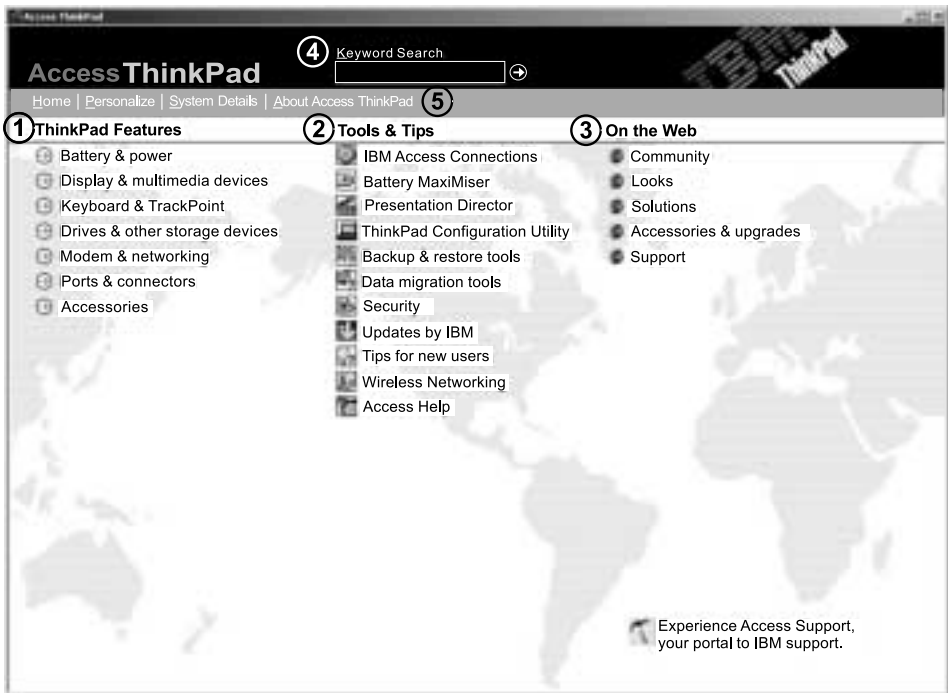 Access ThinkPad
④ Keyword Search
IBM
ThinkPad
Access ThinkPad
Home | Personalize | System Details | About Access ThinkPad ⑤
① ThinkPad Features
Battery & power
Display & multimedia devices
Keyboard & TrackPoint
Drives & other storage devices
Modem & networking
Ports & connectors
Accessories
② Tools & Tips
IBM Access Connections
Battery MaxiMiser
Presentation Director
ThinkPad Configuration Utility
Backup & restore tools
Data migration tools
Security
Updates by IBM
Tips for new users
Wireless Networking
Access Help
③ On the Web
Community
Looks
Solutions
Accessories & upgrades
Support
Experience Access Support,
your portal to IBM support.